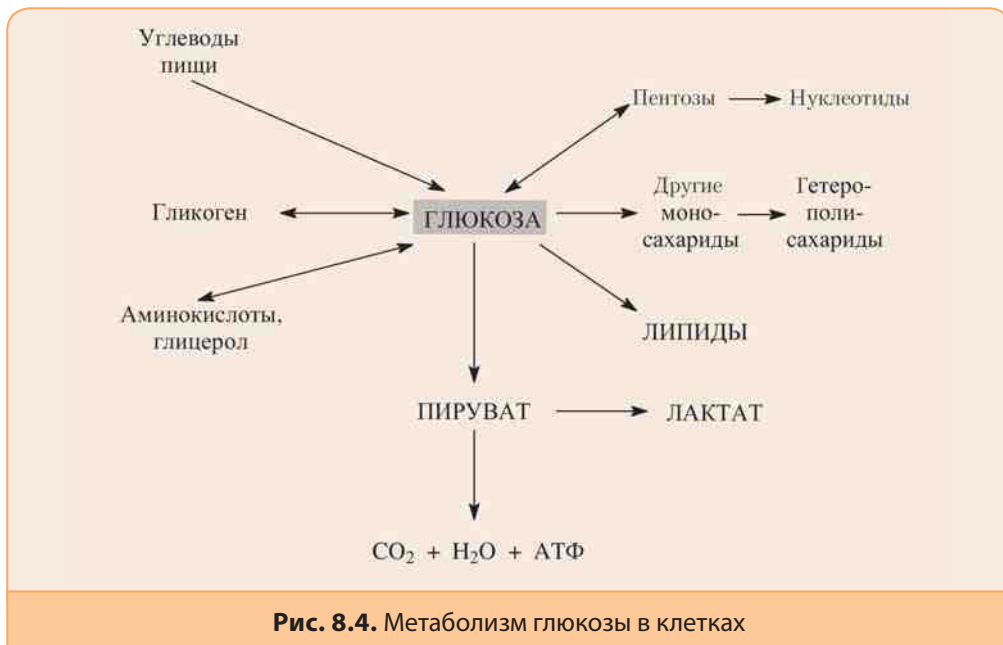 Углеводы
пищи
Пентозы
Нуклеотиды
Гликоген
ГЛЮКОЗА
Другие
моно-
сахариды
Гетеро-
поли-
сахариды
Аминокислоты,
глицерол
ЛИПИДЫ
ПИРУВАТ
ЛАКТАТ
CO₂ + H₂O + АТФ
Рис. 8.4. Метаболизм глюкозы в клетках